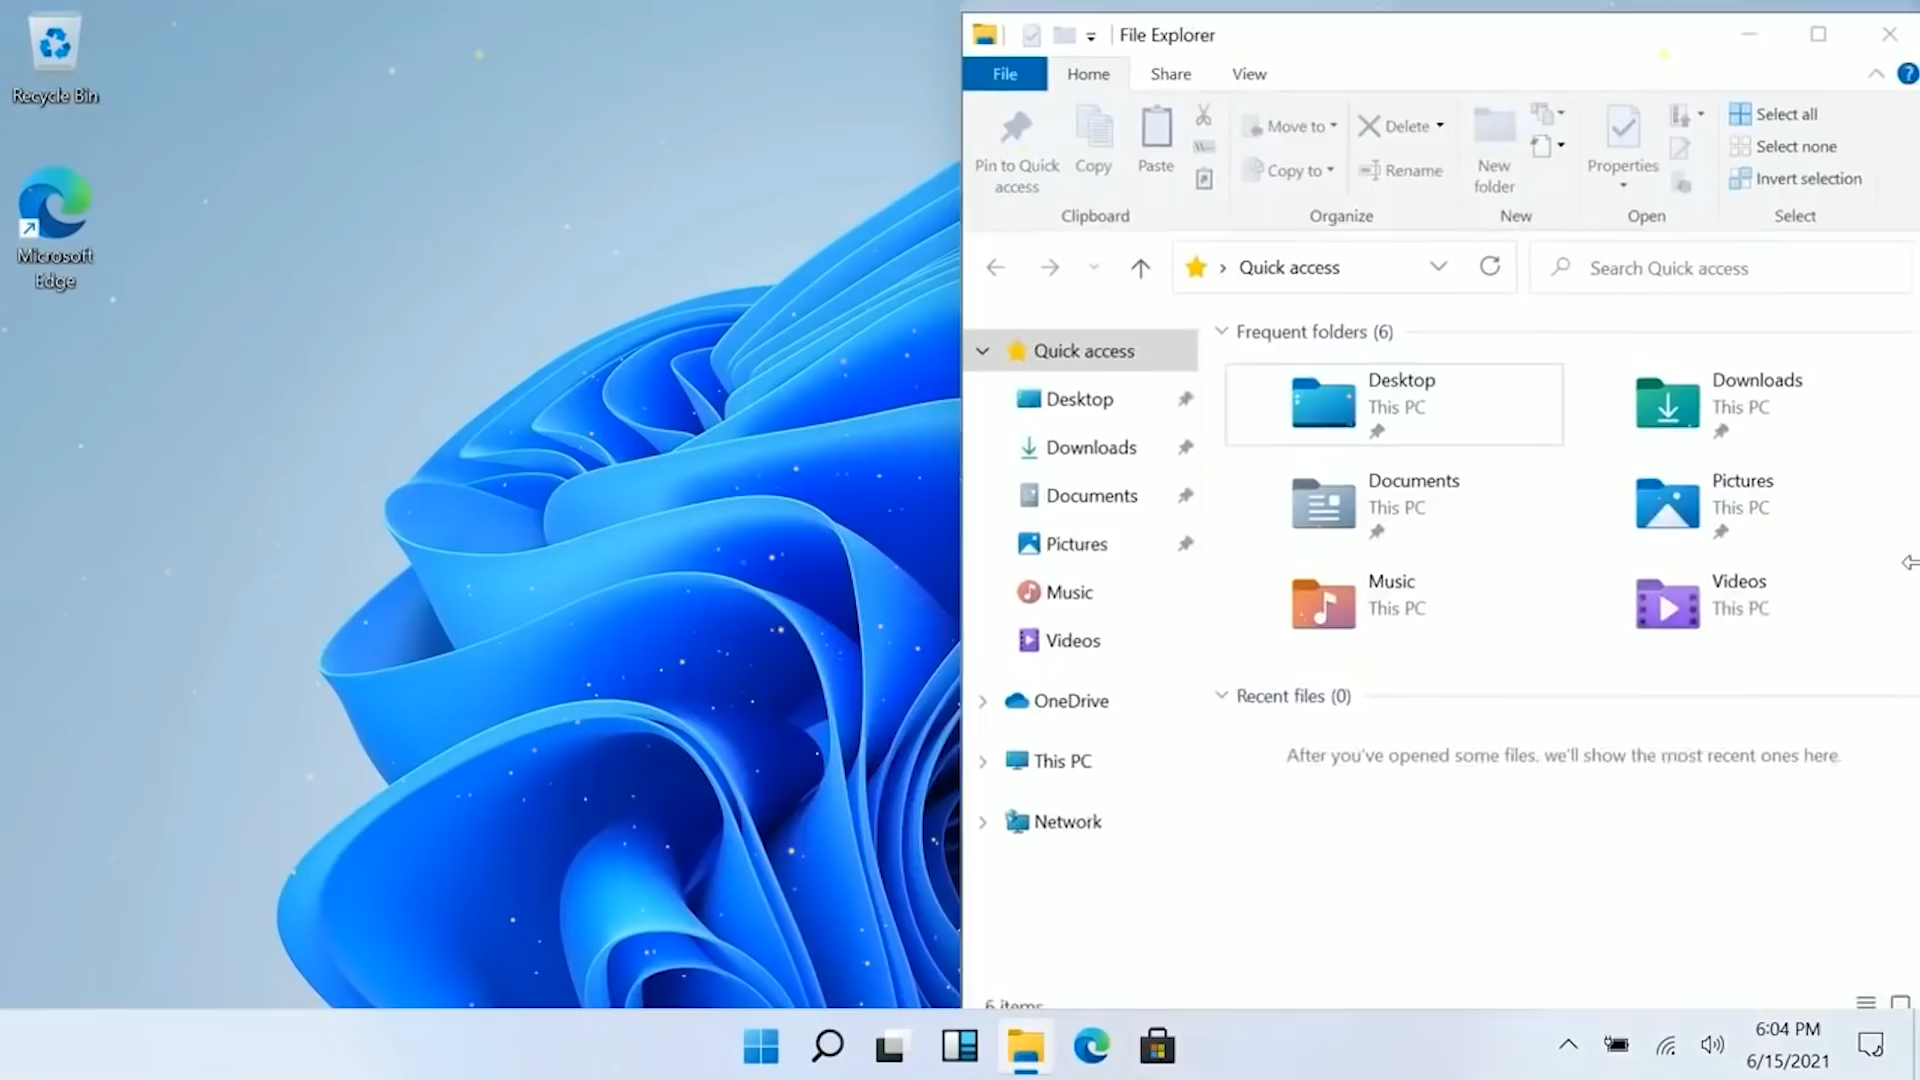 Recycle Bin
Microsoft
Edge
File Explorer
File
Home
Share
View
?
Pin to Quick
access
Copy
Paste
Move to
Copy to
Delete
Rename
New
folder
Properties
Select all
Select none
Invert selection
Clipboard
Organize
New
Open
Select
Quick access
Search Quick access
Quick access
Desktop
Downloads
Documents
Pictures
Music
Videos
OneDrive
This PC
Network
Frequent folders (6)
Desktop
This PC
Downloads
This PC
Documents
This PC
Pictures
This PC
Music
This PC
Videos
This PC
Recent files (0)
After you've opened some files, we'll show the most recent ones here.
6 items
6:04 PM
6/15/2021